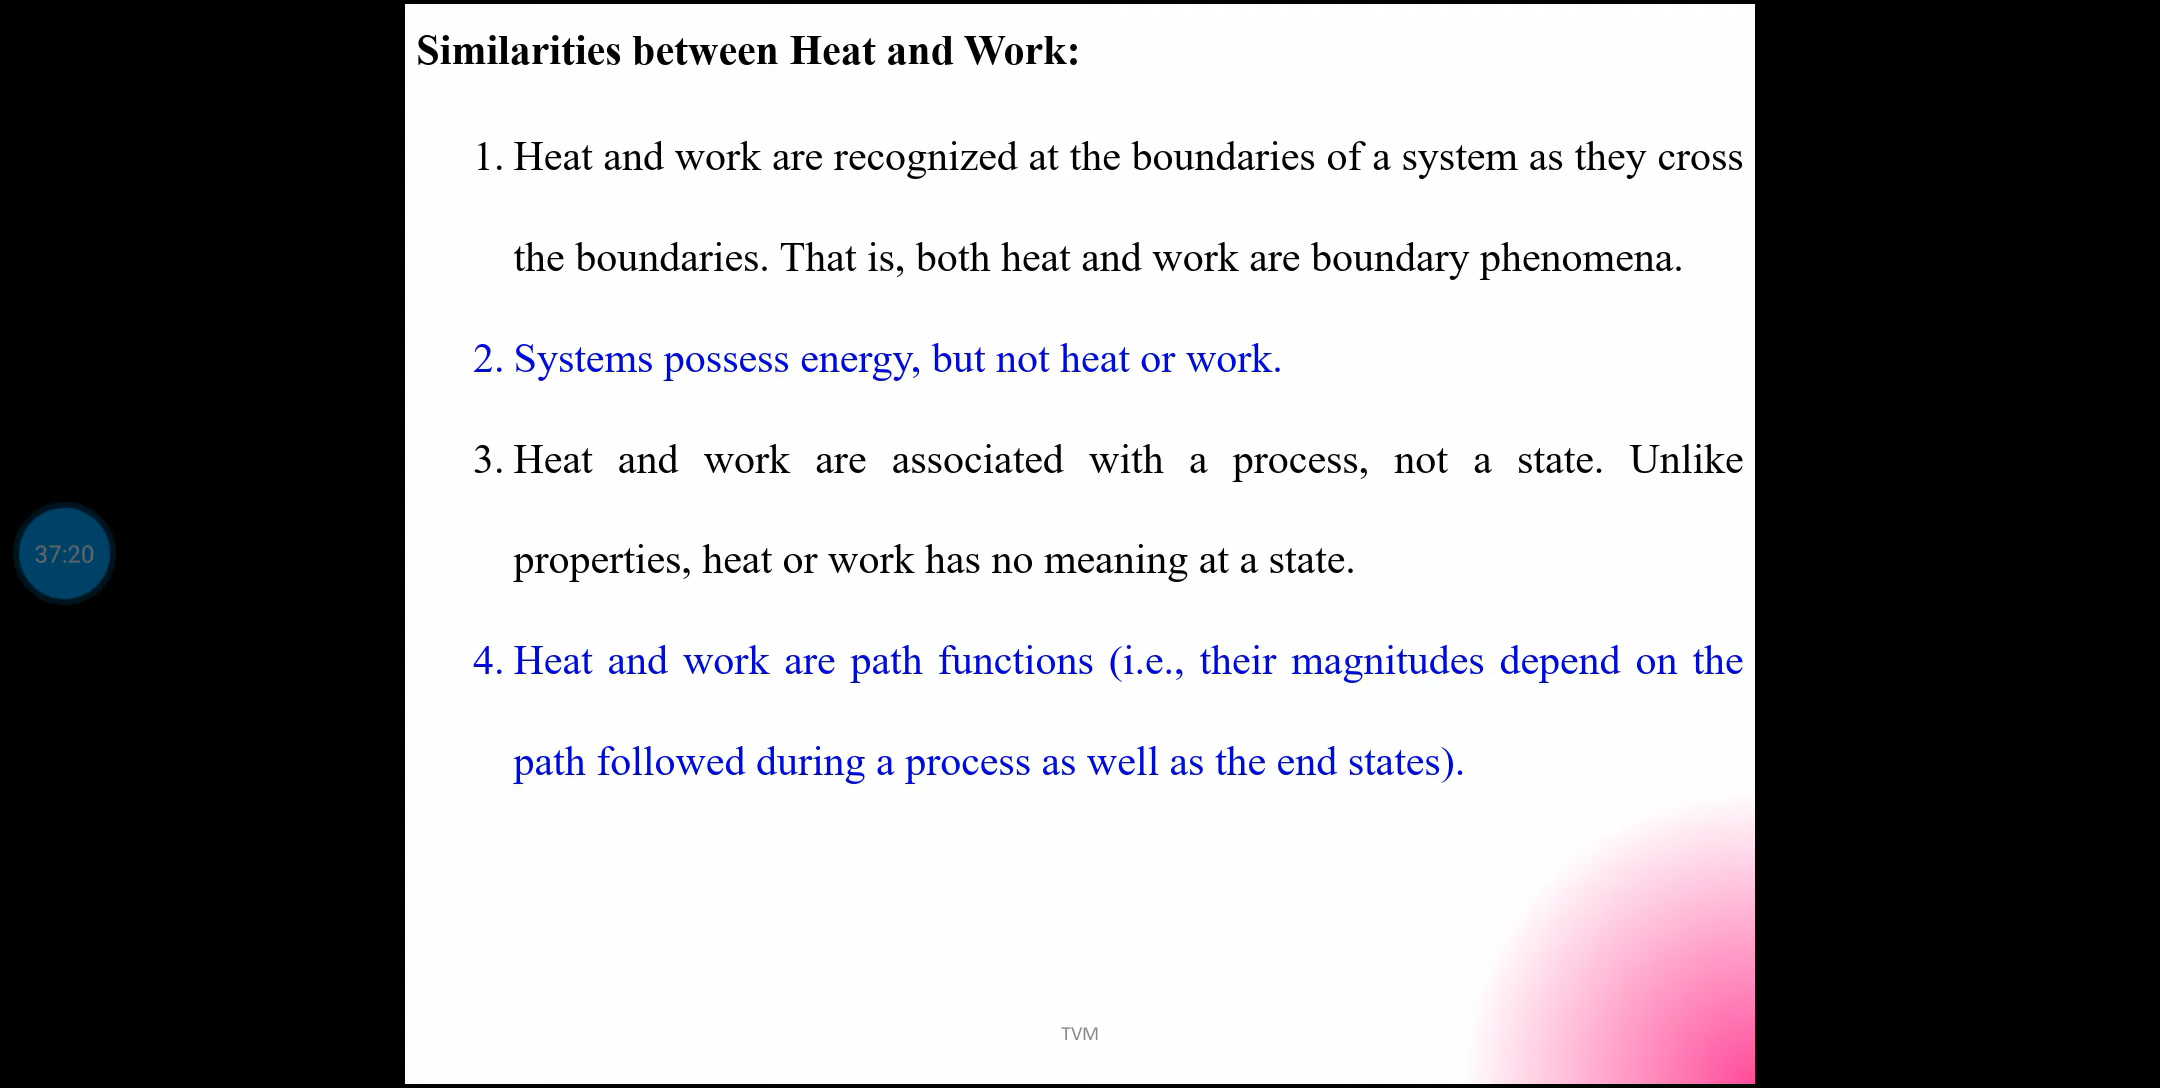 Similarities between Heat and Work:
1. Heat and work are recognized at the boundaries of a system as they cross
the boundaries. That is, both heat and work are boundary phenomena.
2. Systems possess energy, but not heat or work.
3. Heat and work are associated with a process, not a state. Unlike
37:20
properties, heat or work has no meaning at a state.
4. Heat and work are path functions (i.e., their magnitudes depend on the
path followed during a process as well as the end states).
TVM